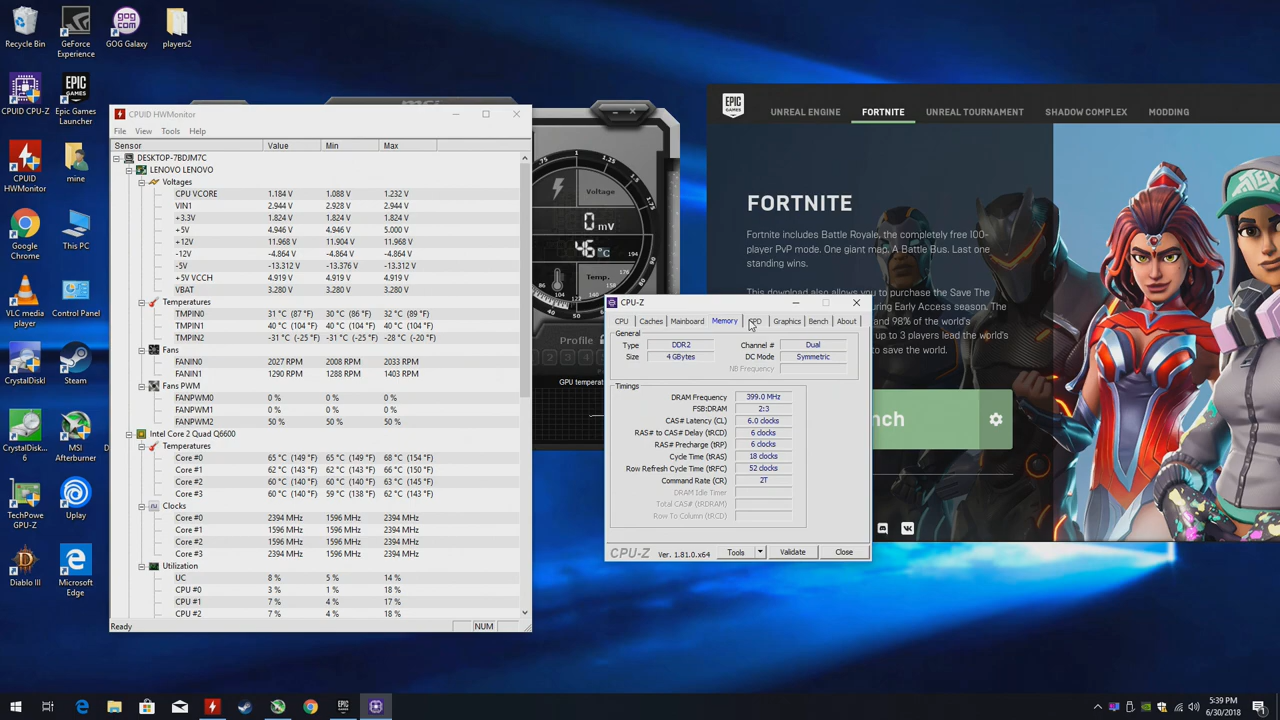 Recycle Bin
GeForce Experience
GOG Galaxy
players2
CPUID CPU-Z
Epic Games Launcher
CPUID HWMonitor
mine
Google Chrome
This PC
VLC media player
Control Panel
CrystalDiskI
Steam
CrystalDisk... 6
MSI Afterburner
TechPowe GPU-Z
Uplay
Diablo III
Microsoft Edge
CPUID HWMonitor
File View Tools Help
Sensor Value Min Max
DESKTOP-7BDJM7C
LENOVO LENOVO
Voltages
CPU VCORE 1.184 V 1.088 V 1.232 V
VIN1 2.944 V 2.928 V 2.944 V
+3.3V 1.824 V 1.824 V 1.824 V
+5V 4.946 V 4.946 V 5.000 V
+12V 11.968 V 11.904 V 11.968 V
-12V -4.864 V -4.864 V -4.864 V
-5V -13.312 V -13.376 V -13.312 V
+5V VCCH 4.919 V 4.919 V 4.919 V
VBAT 3.280 V 3.280 V 3.280 V
Temperatures
TMPIN0 31 °C (87 °F) 30 °C (86 °F) 32 °C (89 °F)
TMPIN1 40 °C (104 °F) 40 °C (104 °F) 40 °C (104 °F)
TMPIN2 -31 °C (-25 °F) -31 °C (-25 °F) -28 °C (-20 °F)
Fans
FANIN0 2027 RPM 2008 RPM 2033 RPM
FANIN1 1290 RPM 1288 RPM 1403 RPM
Fans PWM
FANPWM0 0 % 0 % 0 %
FANPWM1 0 % 0 % 0 %
FANPWM2 50 % 50 % 50 %
Intel Core 2 Quad Q6600
Temperatures
Core #0 65 °C (149 °F) 65 °C (149 °F) 68 °C (154 °F)
Core #1 62 °C (143 °F) 62 °C (143 °F) 66 °C (150 °F)
Core #2 60 °C (140 °F) 60 °C (140 °F) 64 °C (147 °F)
Core #3 60 °C (140 °F) 59 °C (138 °F) 62 °C (143 °F)
Clocks
Core #0 2394 MHz 1596 MHz 2394 MHz
Core #1 1596 MHz 1596 MHz 2394 MHz
Core #2 2394 MHz 1596 MHz 2394 MHz
Core #3 2394 MHz 1596 MHz 2394 MHz
Utilization
UC 8 % 5 % 14 %
CPU #0 3 % 1 % 18 %
CPU #1 7 % 4 % 17 %
CPU #2 7 % 4 % 18 %
Ready NUM
msi
Voltage
0 mV
46 °C
Temp.
Profile
GPU temperat
CPU-Z
CPU Caches Mainboard Memory SPD Graphics Bench About
General
Type DDR2 Channel # Dual
Size 4 GBytes DC Mode Symmetric
NB Frequency
Timings
DRAM Frequency 399.0 MHz
FSB:DRAM 2:3
CAS# Latency (CL) 6.0 clocks
RAS# to CAS# Delay (tRCD) 6 clocks
RAS# Precharge (tRP) 6 clocks
Cycle Time (tRAS) 18 clocks
Row Refresh Cycle Time (tRFC) 52 clocks
Command Rate (CR) 2T
DRAM Idle Timer
Total CAS# (tRDRAM)
Row To Column (tRCD)
CPU-Z Ver. 1.81.0.x64 Tools Validate Close
EPIC GAMES
UNREAL ENGINE FORTNITE UNREAL TOURNAMENT SHADOW COMPLEX MODDING
FORTNITE
Fortnite includes Battle Royale, the completely free 100-
player PvP mode. One giant map. A Battle Bus. Last one
standing wins.
This download also allows you to purchase the Save The
uring Early Access season.
and 98% of the world's
up to 3 players lead the world's
to save the world.
nch
5:39 PM
6/30/2018